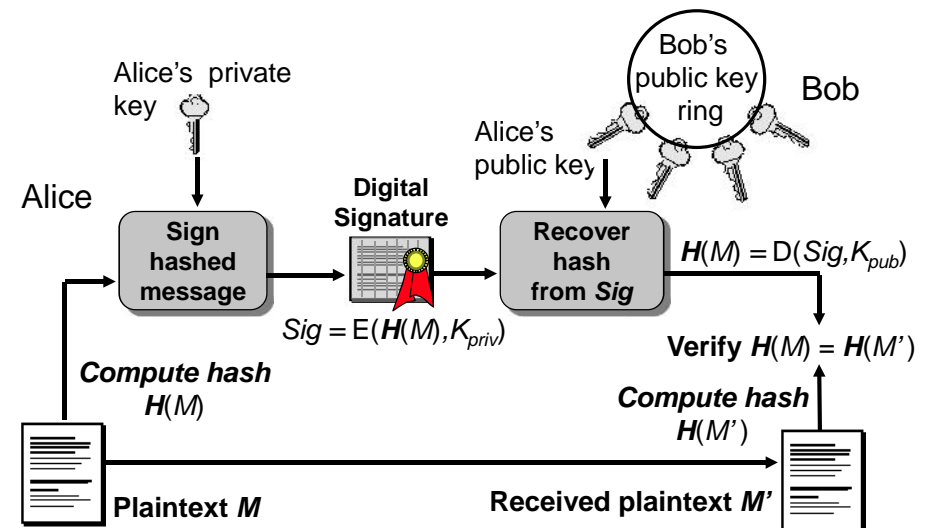 Bob's
public key
ring
Bob
Alice's private
key
Alice's
public key
Alice
Digital
Signature
Sign
hashed
message
Recover
hash
from Sig
H(M) = D(Sig,Kpub)
Sig = E(H(M),Kpriv)
Verify H(M) = H(M')
Compute hash
H(M)
Compute hash
H(M')
Plaintext M
Received plaintext M'